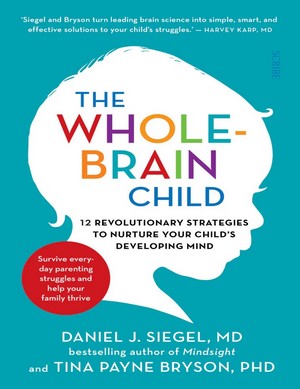 'Siegel and Bryson turn leading brain science into simple, smart, and
effective solutions to your child's struggles.' — HARVEY KARP, MD
SCRIBE
THE
WHOLE-
BRAIN
CHILD
12 REVOLUTIONARY STRATEGIES
TO NURTURE YOUR CHILD'S
DEVELOPING MIND
Survive every-
day parenting
struggles and
help your
family thrive
DANIEL J. SIEGEL, MD
bestselling author of Mindsight
and TINA PAYNE BRYSON, PHD